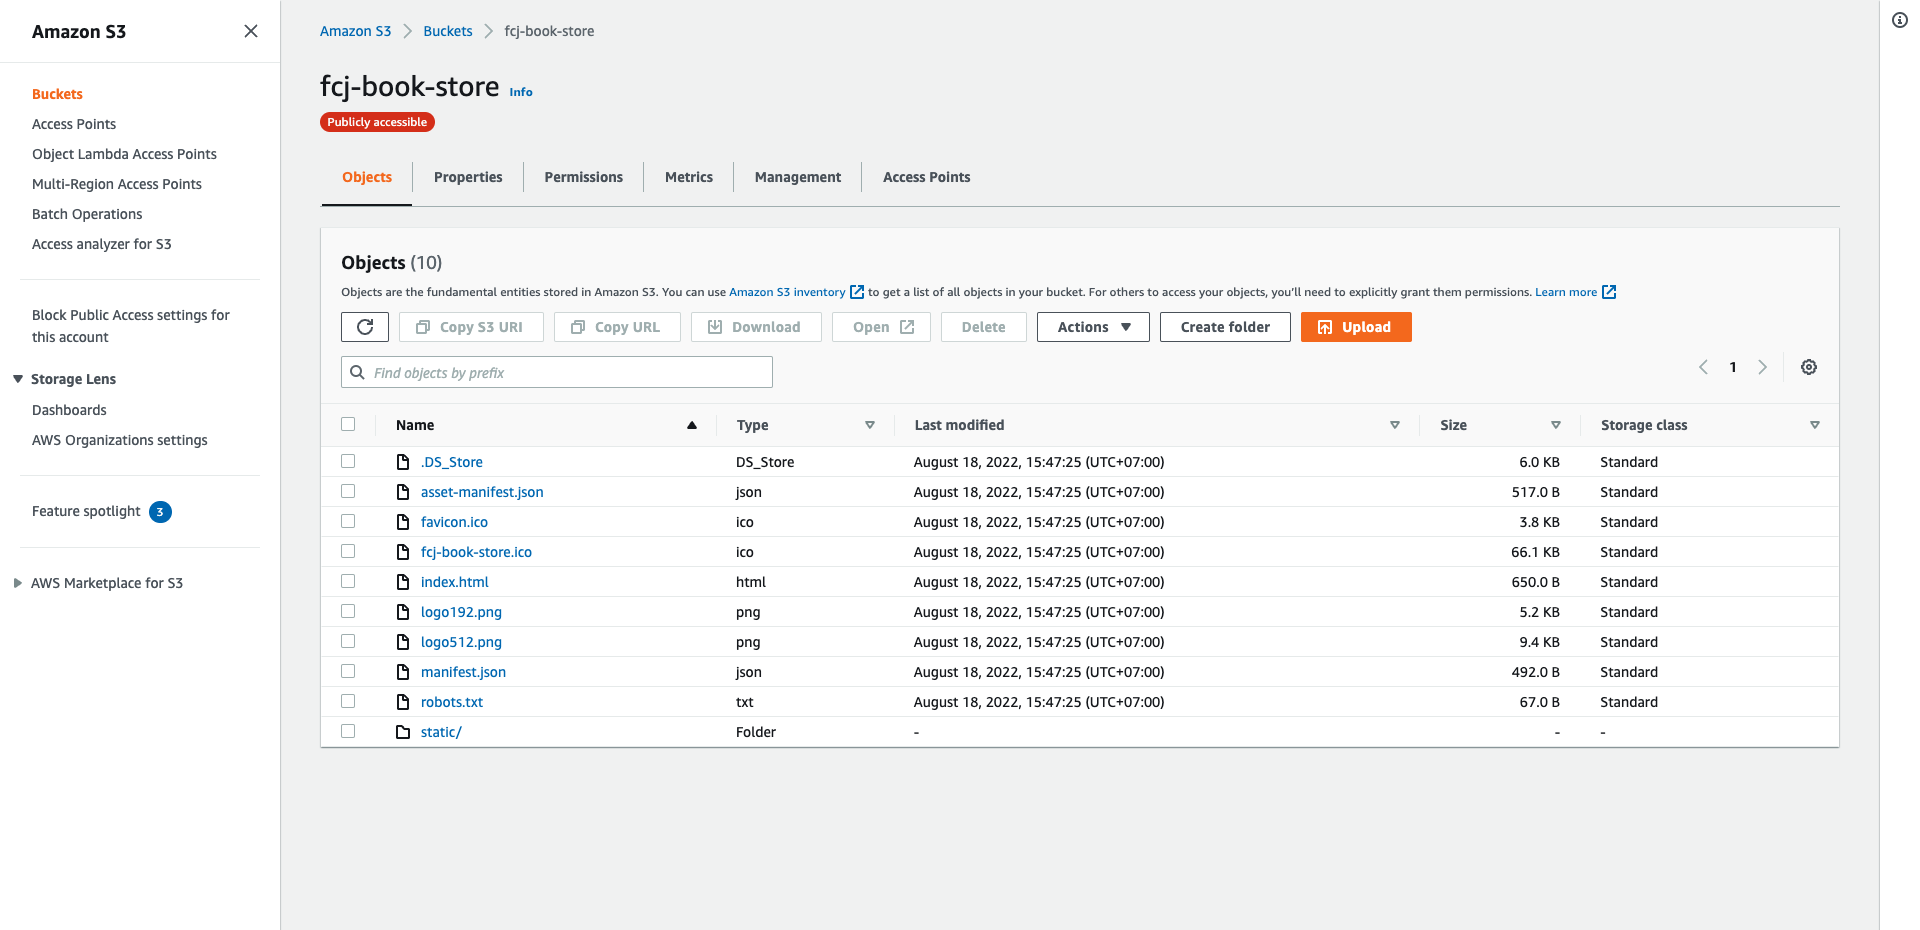 Amazon S3
Buckets
Access Points
Object Lambda Access Points
Multi-Region Access Points
Batch Operations
Access analyzer for S3
Block Public Access settings for
this account
Storage Lens
Dashboards
AWS Organizations settings
Feature spotlight 3
AWS Marketplace for S3
Amazon S3 Buckets fcj-book-store
fcj-book-store Info
Publicly accessible
Objects Properties Permissions Metrics Management Access Points
Objects (10)
Objects are the fundamental entities stored in Amazon S3. You can use Amazon S3 inventory to get a list of all objects in your bucket. For others to access your objects, you'll need to explicitly grant them permissions. Learn more
Copy S3 URI Copy URL Download Open Delete Actions Create folder Upload
Find objects by prefix 1
Name Type Last modified Size Storage class
.DS_Store DS_Store August 18, 2022, 15:47:25 (UTC+07:00) 6.0 KB Standard
asset-manifest.json json August 18, 2022, 15:47:25 (UTC+07:00) 517.0 B Standard
favicon.ico ico August 18, 2022, 15:47:25 (UTC+07:00) 3.8 KB Standard
fcj-book-store.ico ico August 18, 2022, 15:47:25 (UTC+07:00) 66.1 KB Standard
index.html html August 18, 2022, 15:47:25 (UTC+07:00) 650.0 B Standard
logo192.png png August 18, 2022, 15:47:25 (UTC+07:00) 5.2 KB Standard
logo512.png png August 18, 2022, 15:47:25 (UTC+07:00) 9.4 KB Standard
manifest.json json August 18, 2022, 15:47:25 (UTC+07:00) 492.0 B Standard
robots.txt txt August 18, 2022, 15:47:25 (UTC+07:00) 67.0 B Standard
static/ Folder - - -